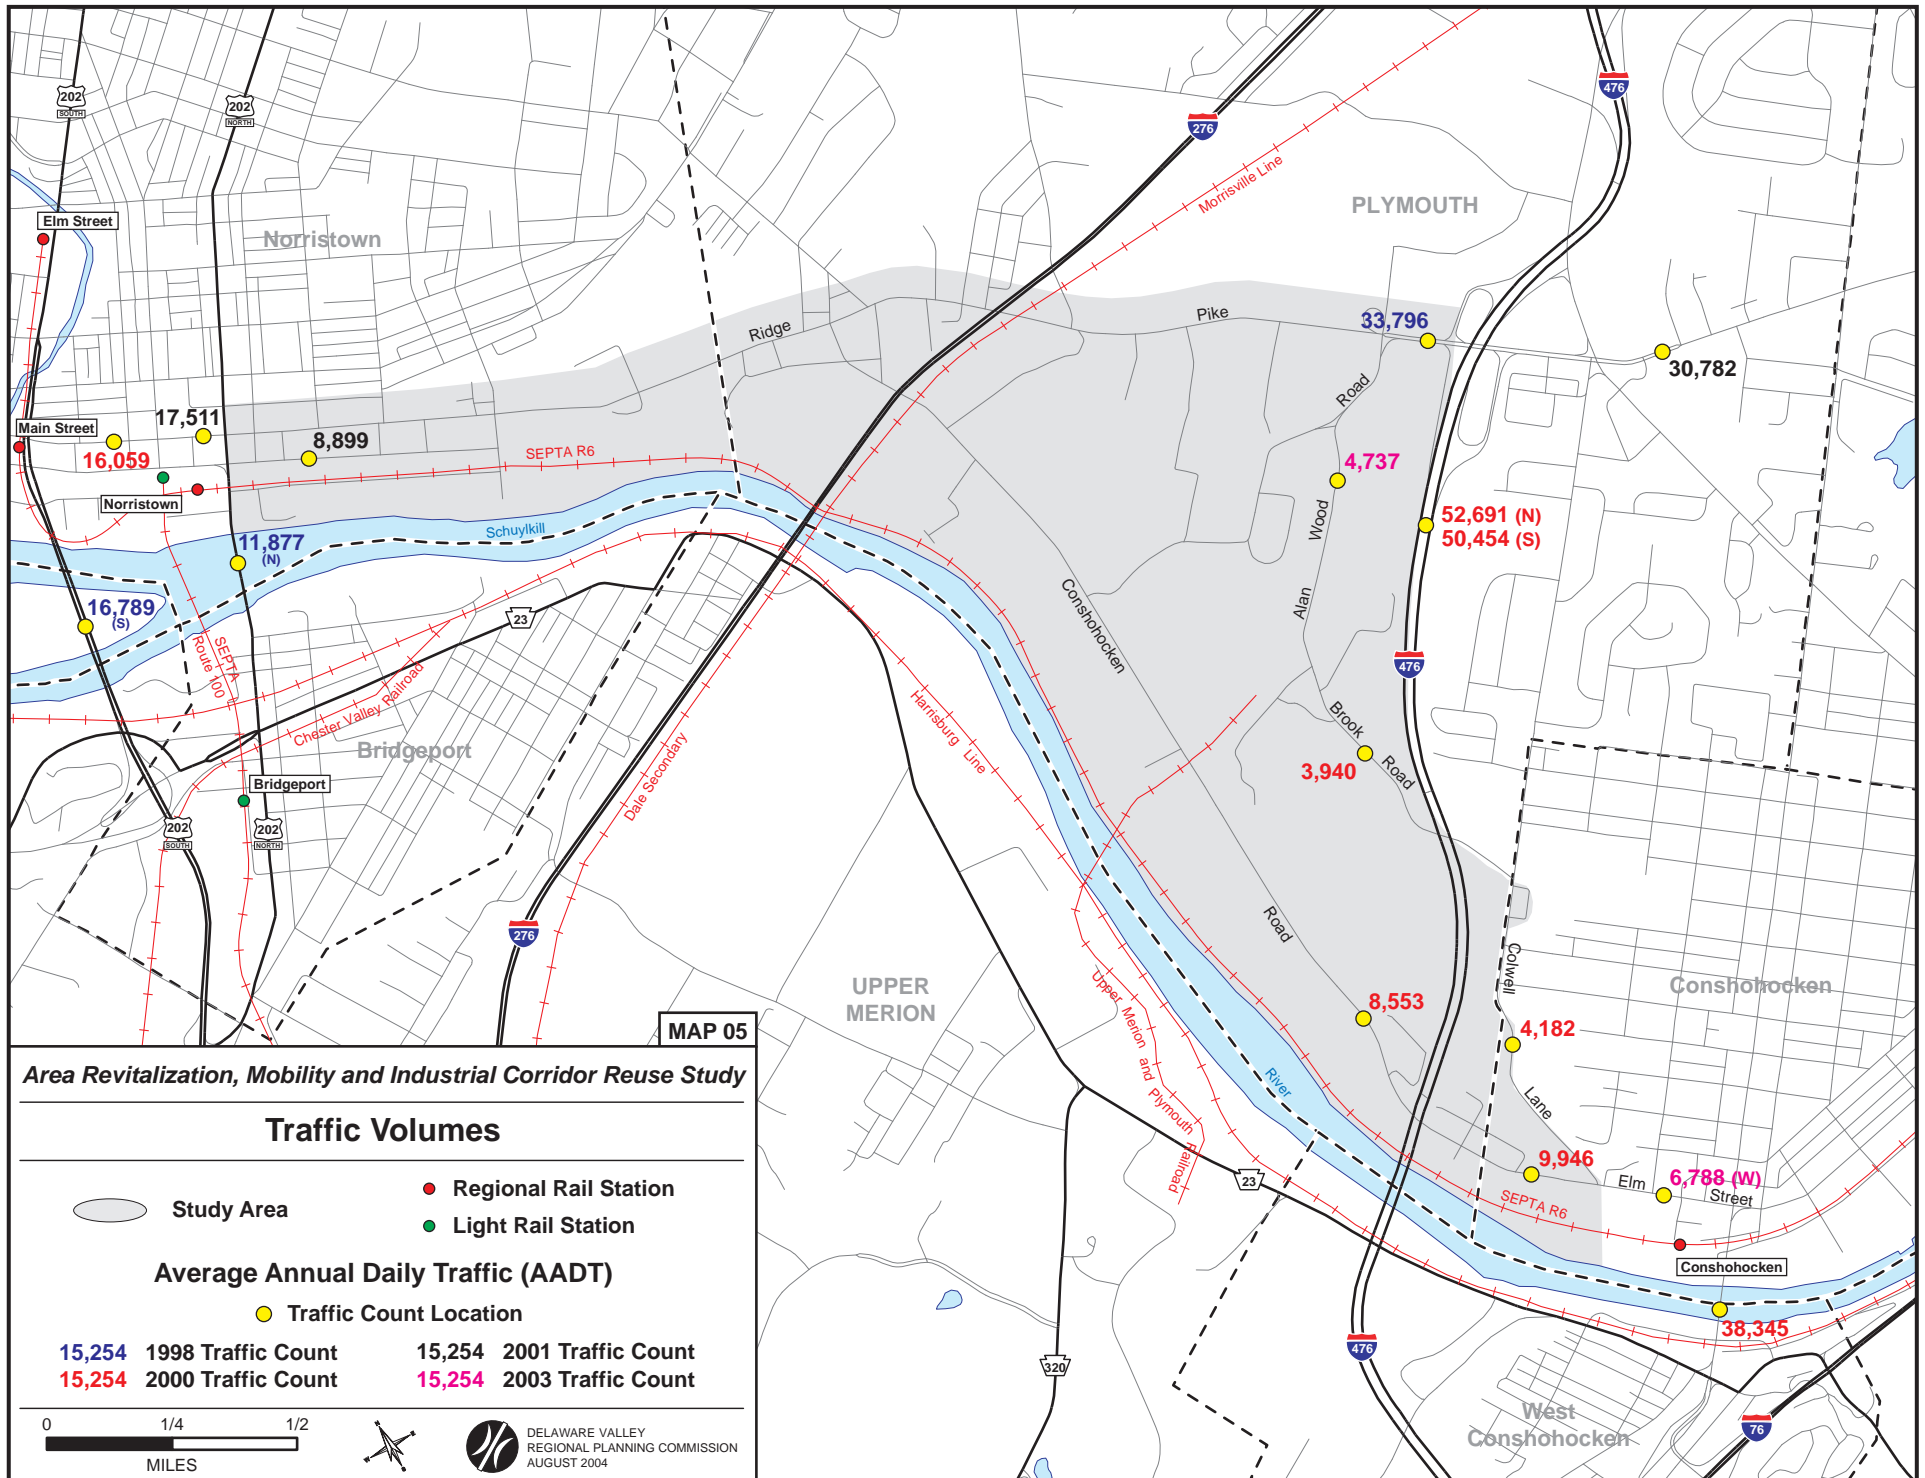 202
SOUTH
202
NORTH
276
476
Morrisville Line
PLYMOUTH
Elm Street
Norristown
Ridge
Pike
33,796
30,782
Road
Main Street
17,511
16,059
8,899
SEPTA R6
Norristown
4,737
Wood
Schuylkill
52,691 (N)
50,454 (S)
11,877
(N)
16,789
(S)
23
Conshohocken
Alan
SEPTA
Route 100
476
Chester Valley Railroad
Bridgeport
Harrisburg Line
Dale Secondary
Brook
Road
3,940
Bridgeport
202
SOUTH
202
NORTH
276
Road
Colwell
Conshohocken
UPPER
MERION
Upper Merion and Plymouth Railroad
8,553
4,182
River
Lane
9,946
6,788 (W)
Elm
Street
23
SEPTA R6
Conshohocken
38,345
320
476
West
Conshohocken
76
MAP 05
Area Revitalization, Mobility and Industrial Corridor Reuse Study
Traffic Volumes
Study Area
Regional Rail Station
Light Rail Station
Average Annual Daily Traffic (AADT)
Traffic Count Location
15,254 1998 Traffic Count
15,254 2001 Traffic Count
15,254 2000 Traffic Count
15,254 2003 Traffic Count
0 1/4 1/2
MILES
DELAWARE VALLEY
REGIONAL PLANNING COMMISSION
AUGUST 2004